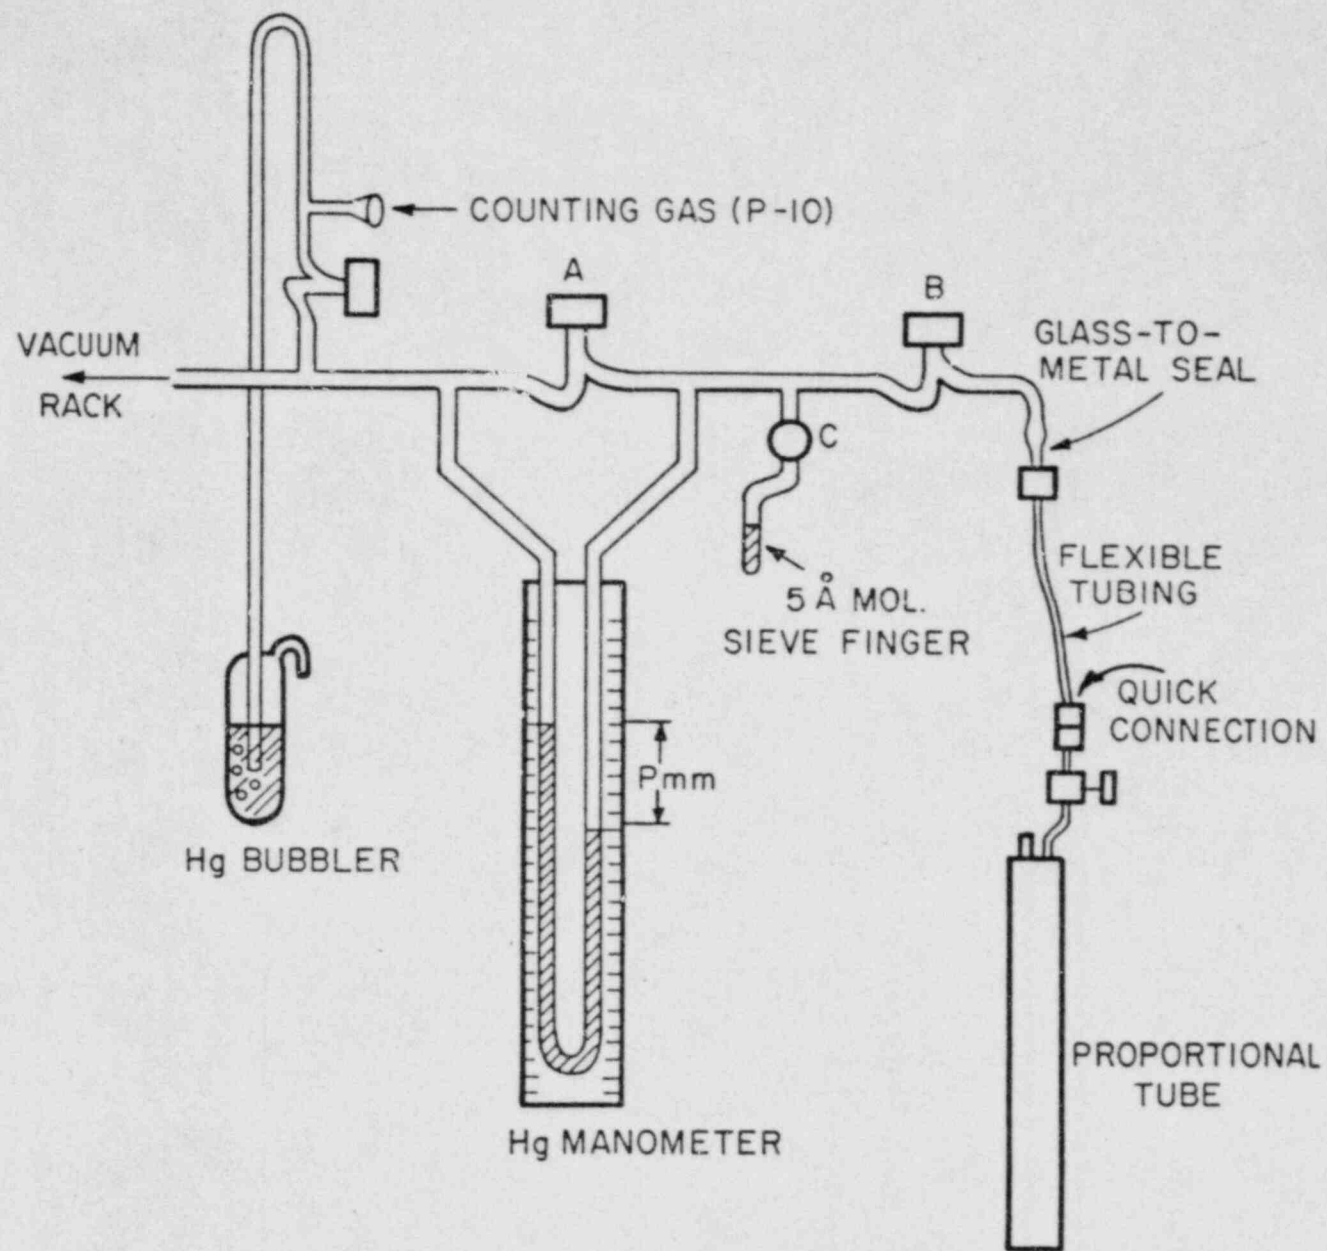 COUNTING GAS (P-10)
A
B
VACUUM
RACK
GLASS-TO-
METAL SEAL
C
5 Å MOL.
SIEVE FINGER
FLEXIBLE
TUBING
QUICK
CONNECTION
Pmm
Hg BUBBLER
Hg MANOMETER
PROPORTIONAL
TUBE